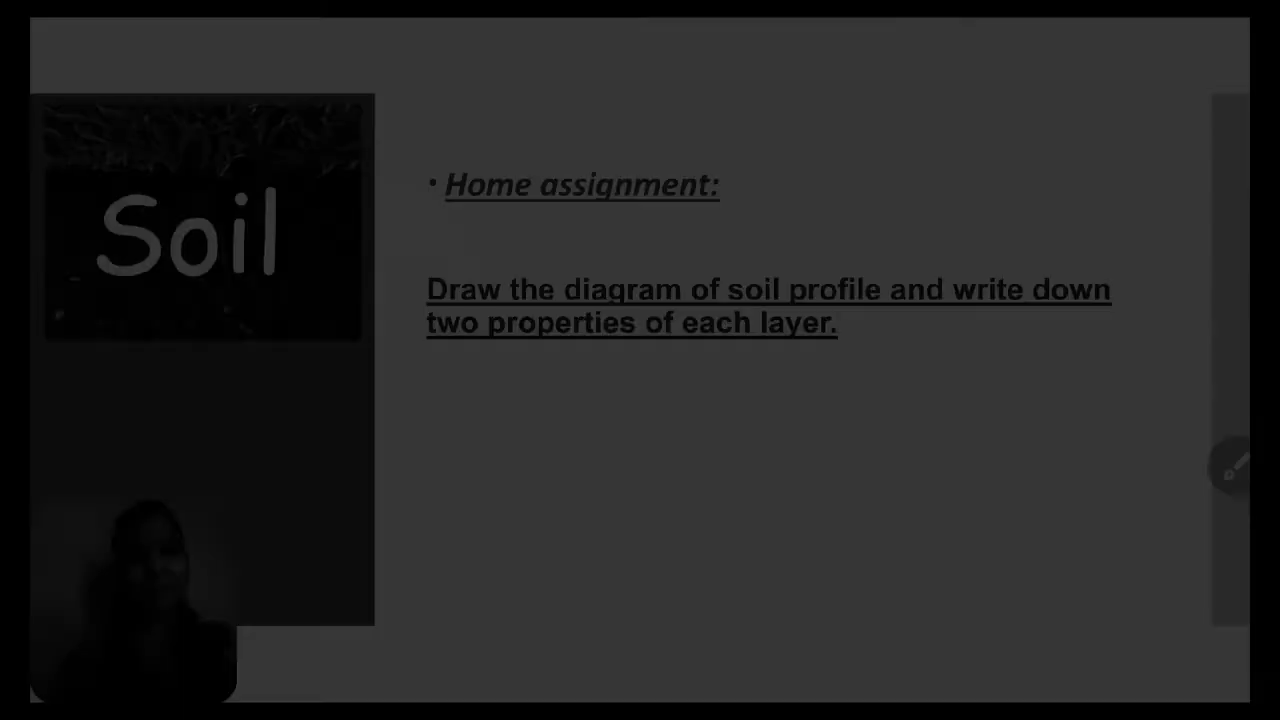 Soil
• Home assignment:
Draw the diagram of soil profile and write down
two properties of each layer.